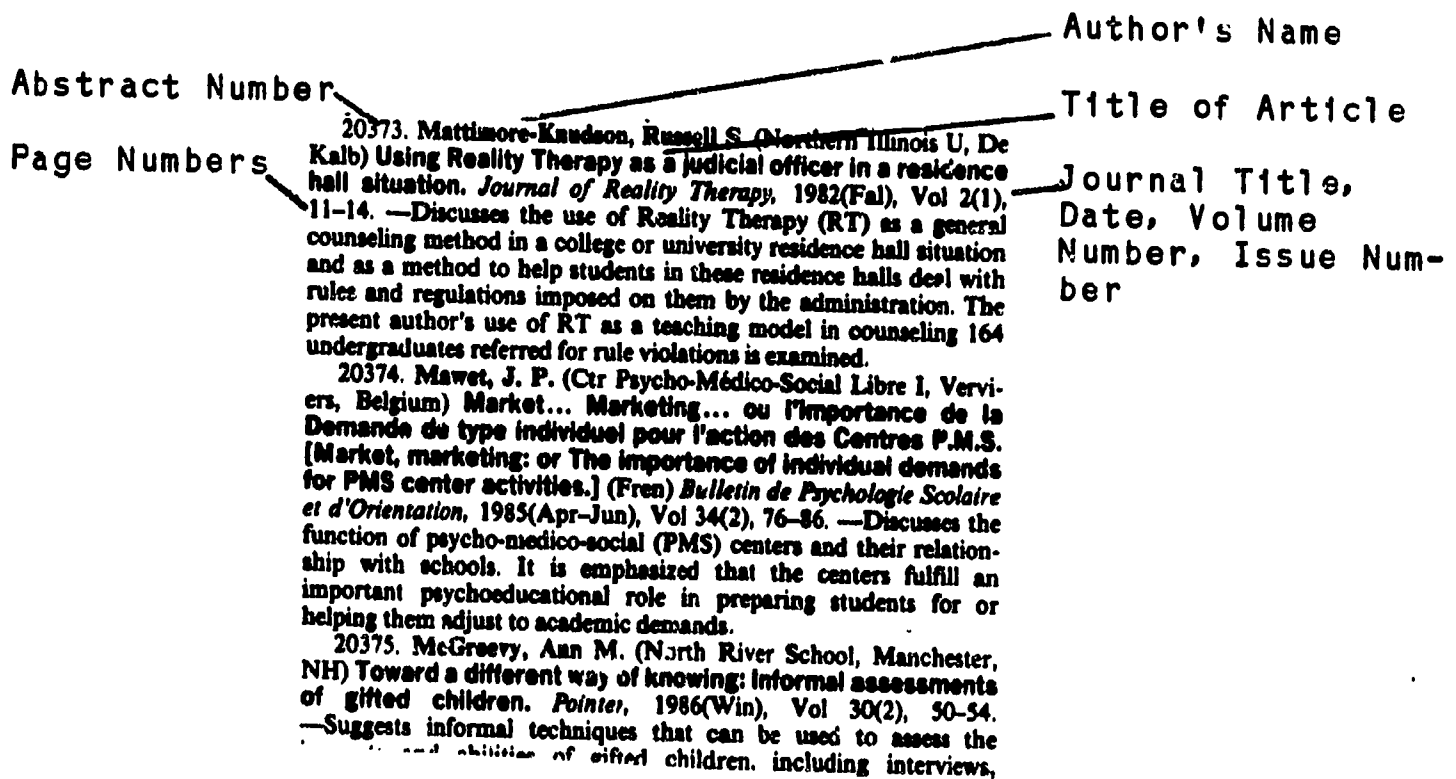 Author's Name
Abstract Number
Title of Article
Page Numbers
Journal Title,
Date, Volume
Number, Issue Num-
ber
20373. Mattimore-Knudson, Russell S. (Northern Illinois U, De
Kalb) Using Reality Therapy as a judicial officer in a residence
hall situation. Journal of Reality Therapy, 1982(Fal), Vol 2(1),
11–14. —Discusses the use of Reality Therapy (RT) as a general
counseling method in a college or university residence hall situation
and as a method to help students in these residence halls deal with
rules and regulations imposed on them by the administration. The
present author's use of RT as a teaching model in counseling 164
undergraduates referred for rule violations is examined.
20374. Mawet, J. P. (Ctr Psycho-Médico-Social Libre I, Vervi-
ers, Belgium) Market... Marketing... ou l'importance de la
Demande de type individuel pour l'action des Centres P.M.S.
[Market, marketing: or The importance of individual demands
for PMS center activities.] (Fren) Bulletin de Psychologie Scolaire
et d'Orientation, 1985(Apr–Jun), Vol 34(2), 76–86. —Discusses the
function of psycho-medico-social (PMS) centers and their relation-
ship with schools. It is emphasized that the centers fulfill an
important psychoeducational role in preparing students for or
helping them adjust to academic demands.
20375. McGreevy, Ann M. (North River School, Manchester,
NH) Toward a different way of knowing: Informal assessments
of gifted children. Pointer, 1986(Win), Vol 30(2), 50–54.
—Suggests informal techniques that can be used to assess the
and abilities of gifted children, including interviews,